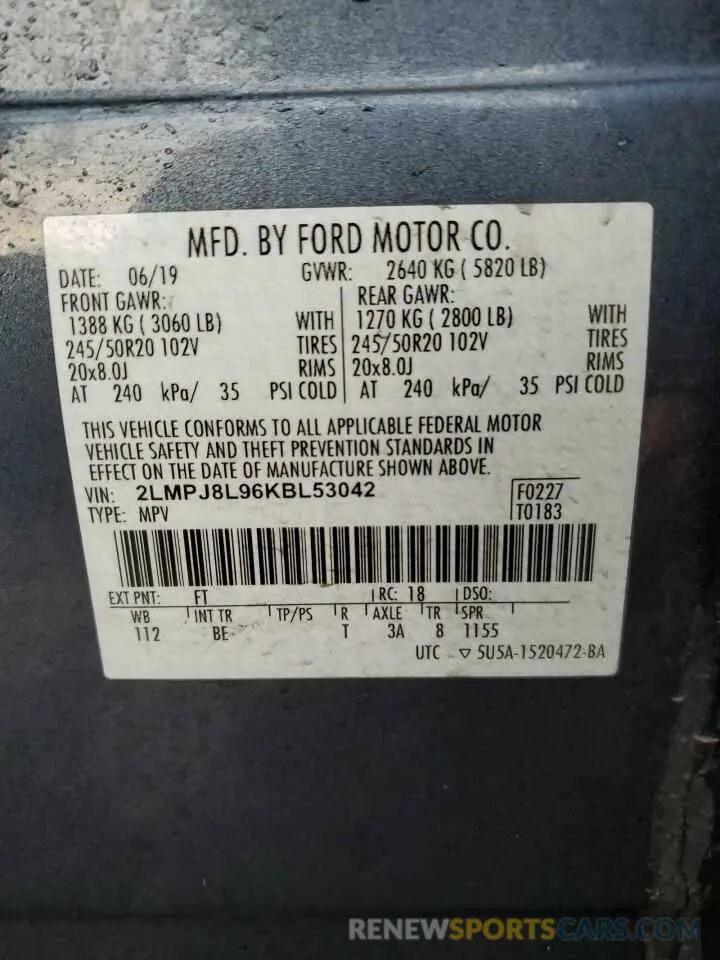 MFD. BY FORD MOTOR CO.
DATE: 06/19 GVWR: 2640 KG ( 5820 LB)
FRONT GAWR: REAR GAWR:
1388 KG ( 3060 LB) WITH 1270 KG ( 2800 LB) WITH
245/50R20 102V TIRES 245/50R20 102V TIRES
20x8.0J RIMS 20x8.0J RIMS
AT 240 kPa/ 35 PSI COLD AT 240 kPa/ 35 PSI COLD
THIS VEHICLE CONFORMS TO ALL APPLICABLE FEDERAL MOTOR
VEHICLE SAFETY AND THEFT PREVENTION STANDARDS IN
EFFECT ON THE DATE OF MANUFACTURE SHOWN ABOVE.
VIN: 2LMPJ8L96KBL53042 F0227
TYPE: MPV T0183
EXT PNT: FT RC: 18 DSO:
WB INT TR TP/PS R AXLE TR SPR
112 BE T 3A 8 1155
UTC ▽ 5U5A-1520472-BA
RENEWSPORTSCARS.COM